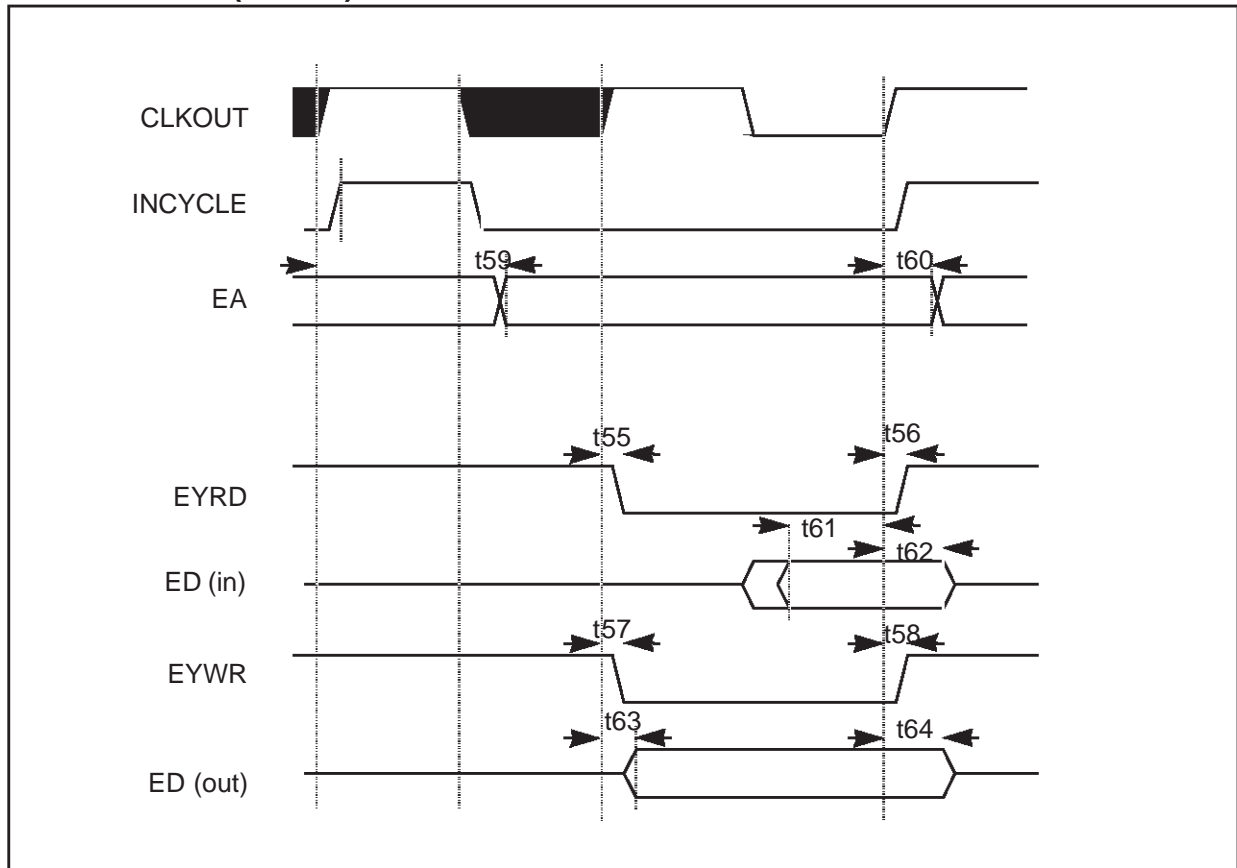 CLKOUT
INCYCLE
t59
t60
EA
t55
t56
EYRD
t61
t62
ED (in)
t57
t58
EYWR
t63
t64
ED (out)